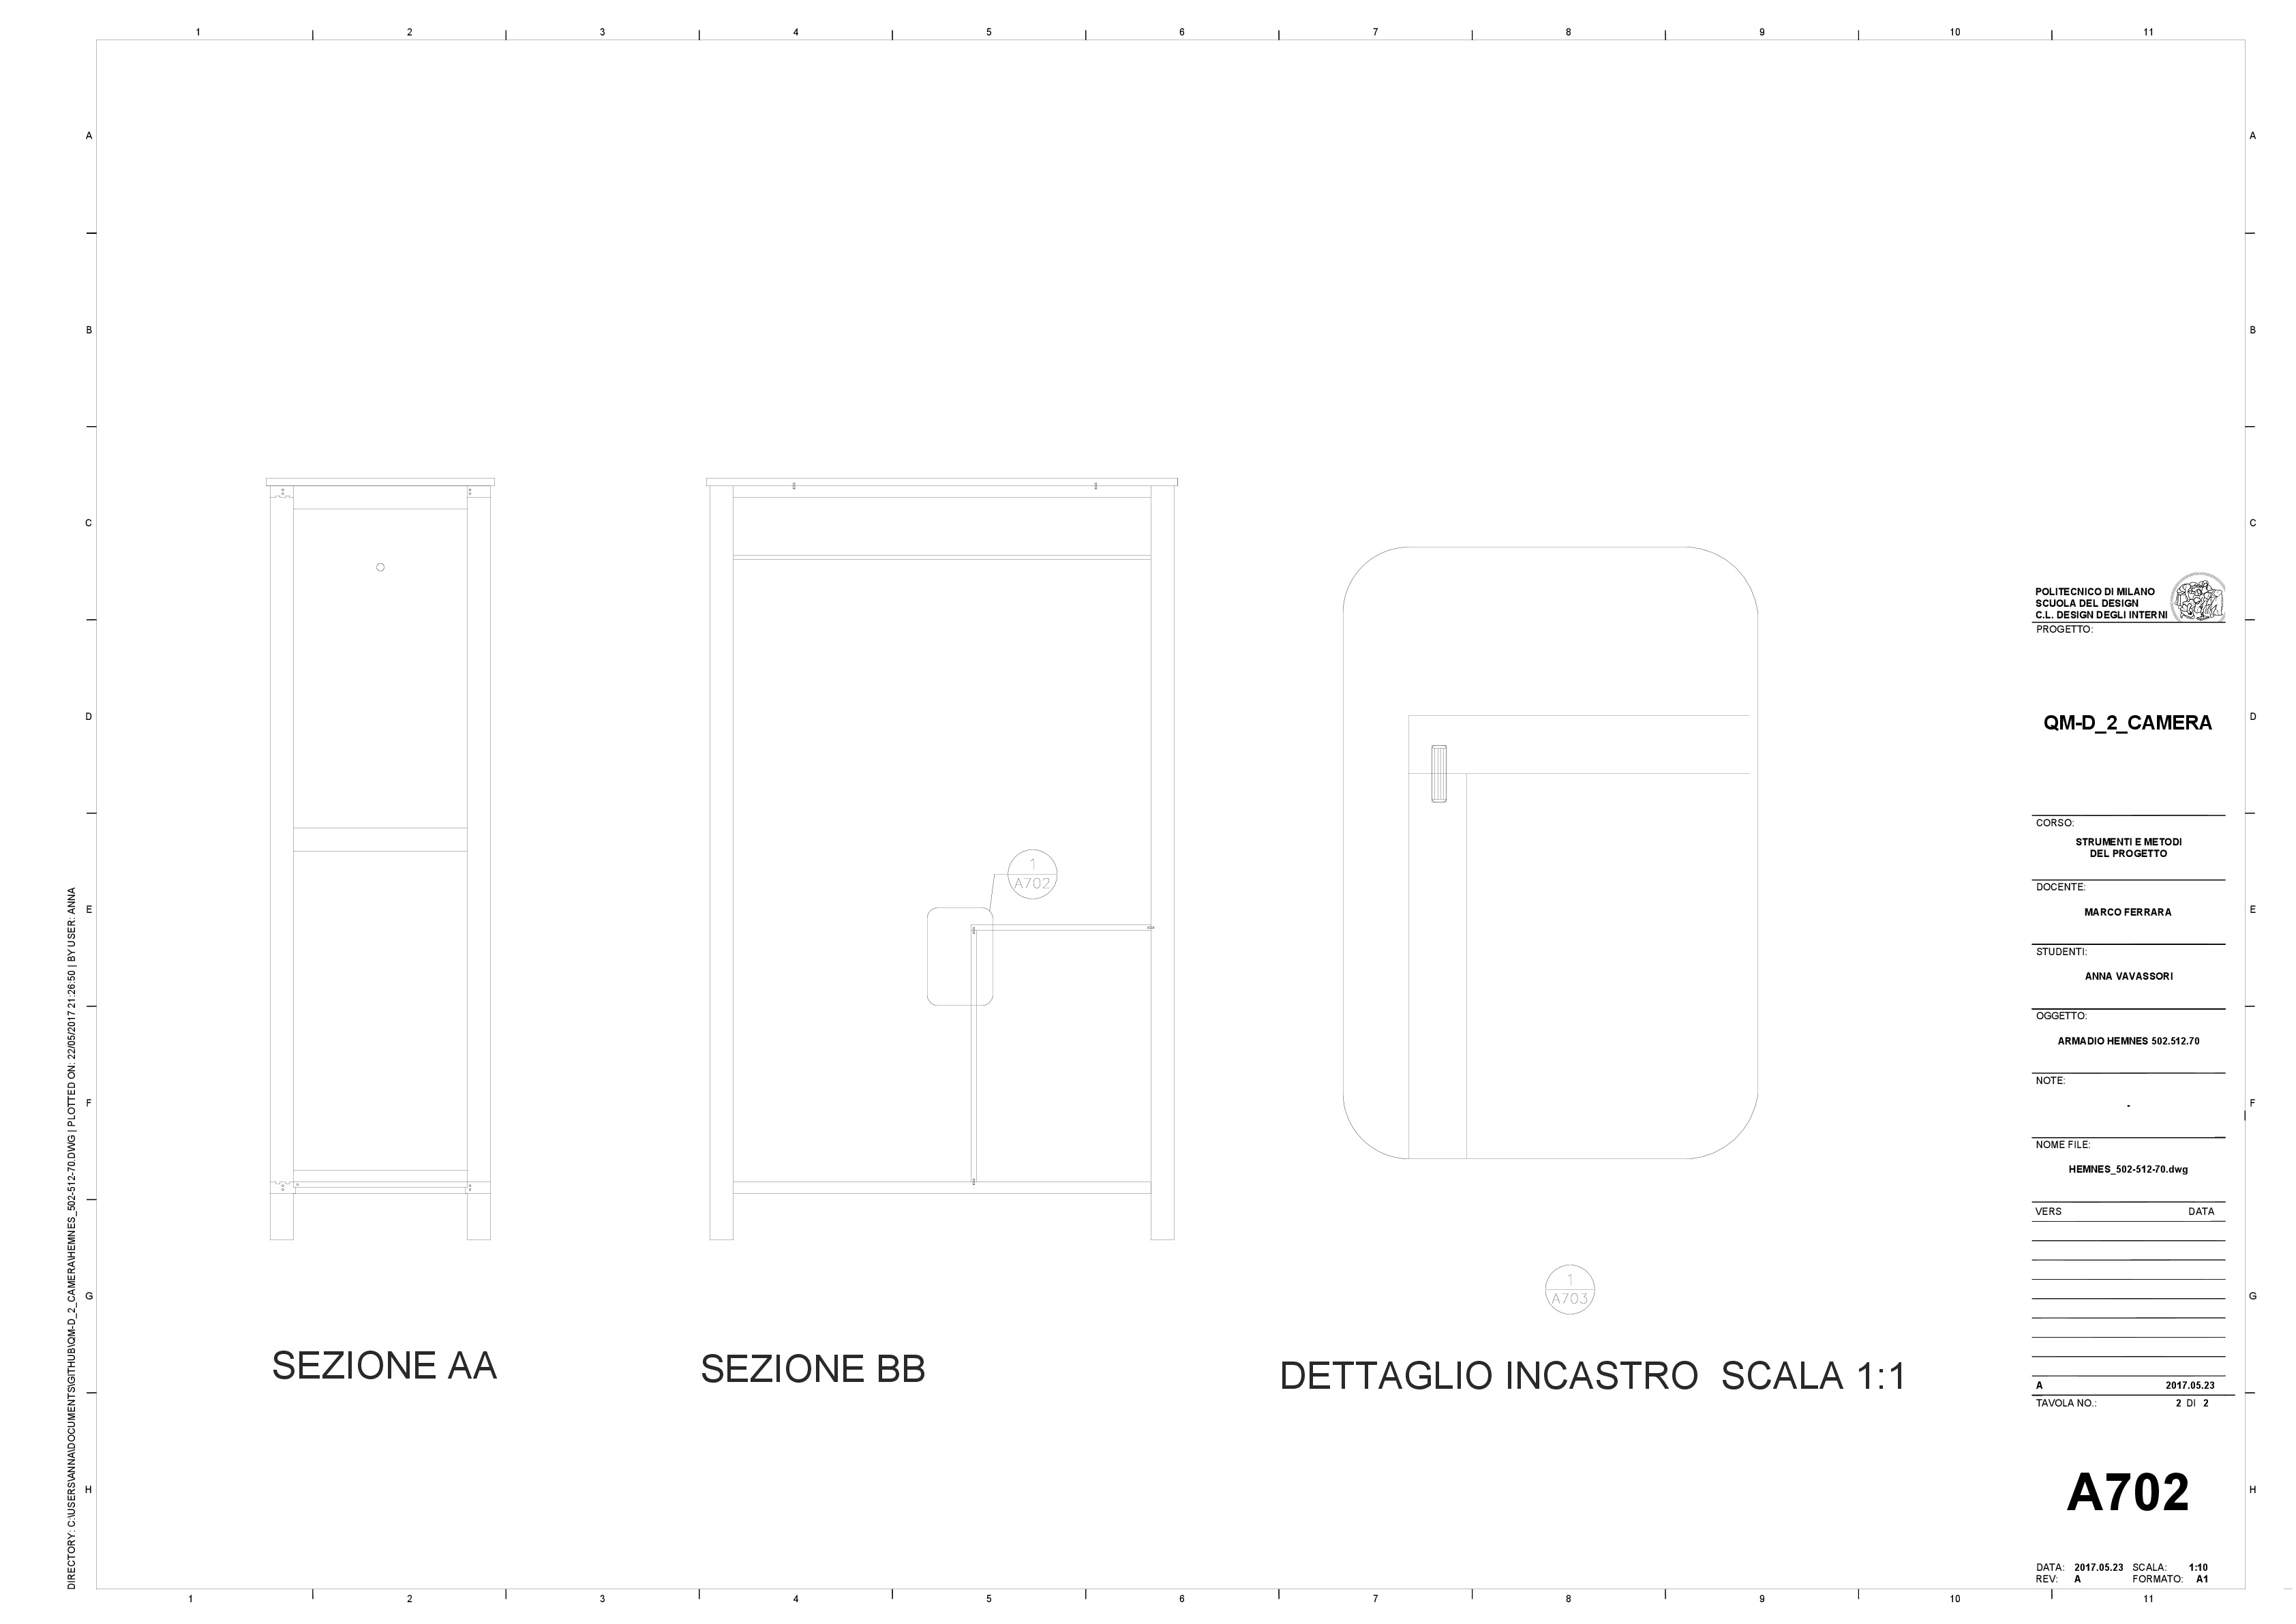 1 2 3 4 5 6 7 8 9 10 11
A A
B B
C C
POLITECNICO DI MILANO
SCUOLA DEL DESIGN
C.L. DESIGN DEGLI INTERNI
PROGETTO:
D D
QM-D_2_CAMERA
CORSO:
STRUMENTI E METODI
DEL PROGETTO
1
A702
DOCENTE:
E E
MARCO FERRARA
STUDENTI:
ANNA VAVASSORI
OGGETTO:
ARMADIO HEMNES 502.512.70
NOTE:
F F
-
NOME FILE:
HEMNES_502-512-70.dwg
VERS DATA
1
A703
G G
SEZIONE AA
SEZIONE BB
DETTAGLIO INCASTRO SCALA 1:1
A 2017.05.23
TAVOLA NO.: 2 DI 2
H H
A702
DATA: 2017.05.23 SCALA: 1:10
REV: A FORMATO: A1
1 2 3 4 5 6 7 8 9 10 11
DIRECTORY: C:\USERS\ANNA\DOCUMENTS\GITHUB\QM-D_2_CAMERA\HEMNES_502-512-70.DWG | PLOTTED ON: 22/05/2017 21:26:50 | BY USER: ANNA